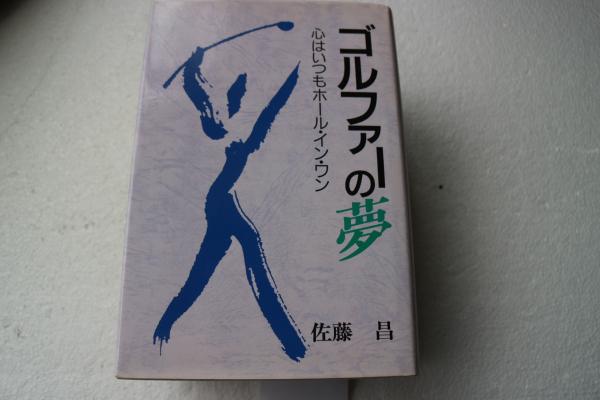 ゴルファーの夢
心はいつもホール・イン・ワン
佐藤 昌